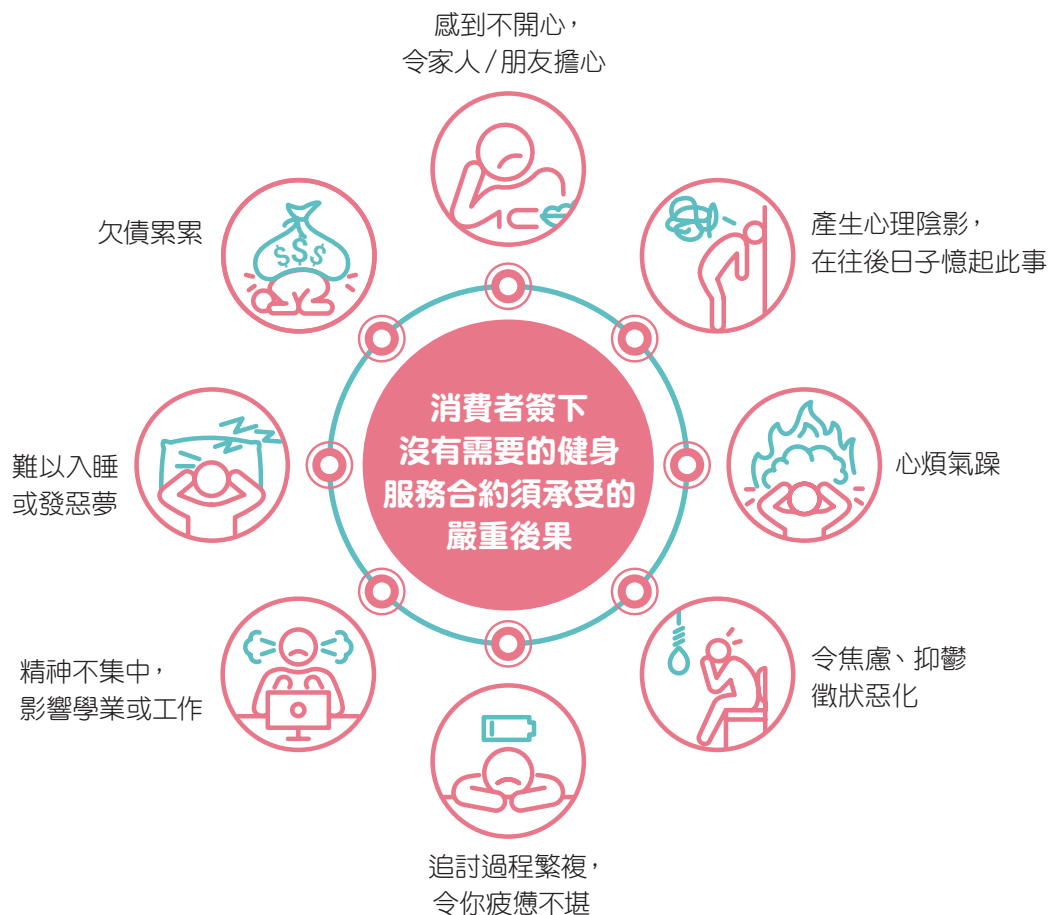 感到不開心，
令家人/朋友擔心
產生心理陰影，
在往後日子憶起此事
心煩氣躁
令焦慮、抑鬱
徵狀惡化
追討過程繁複，
令你疲憊不堪
精神不集中，
影響學業或工作
難以入睡
或發惡夢
欠債累累
$$$
消費者簽下
沒有需要的健身
服務合約須承受的
嚴重後果